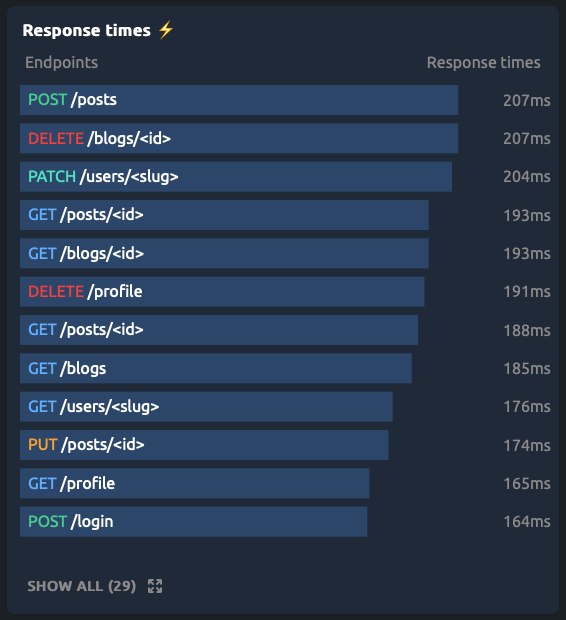 Response times ⚡
Endpoints Response times
POST /posts 207ms
DELETE /blogs/<id> 207ms
PATCH /users/<slug> 204ms
GET /posts/<id> 193ms
GET /blogs/<id> 193ms
DELETE /profile 191ms
GET /posts/<id> 188ms
GET /blogs 185ms
GET /users/<slug> 176ms
PUT /posts/<id> 174ms
GET /profile 165ms
POST /login 164ms
SHOW ALL (29)